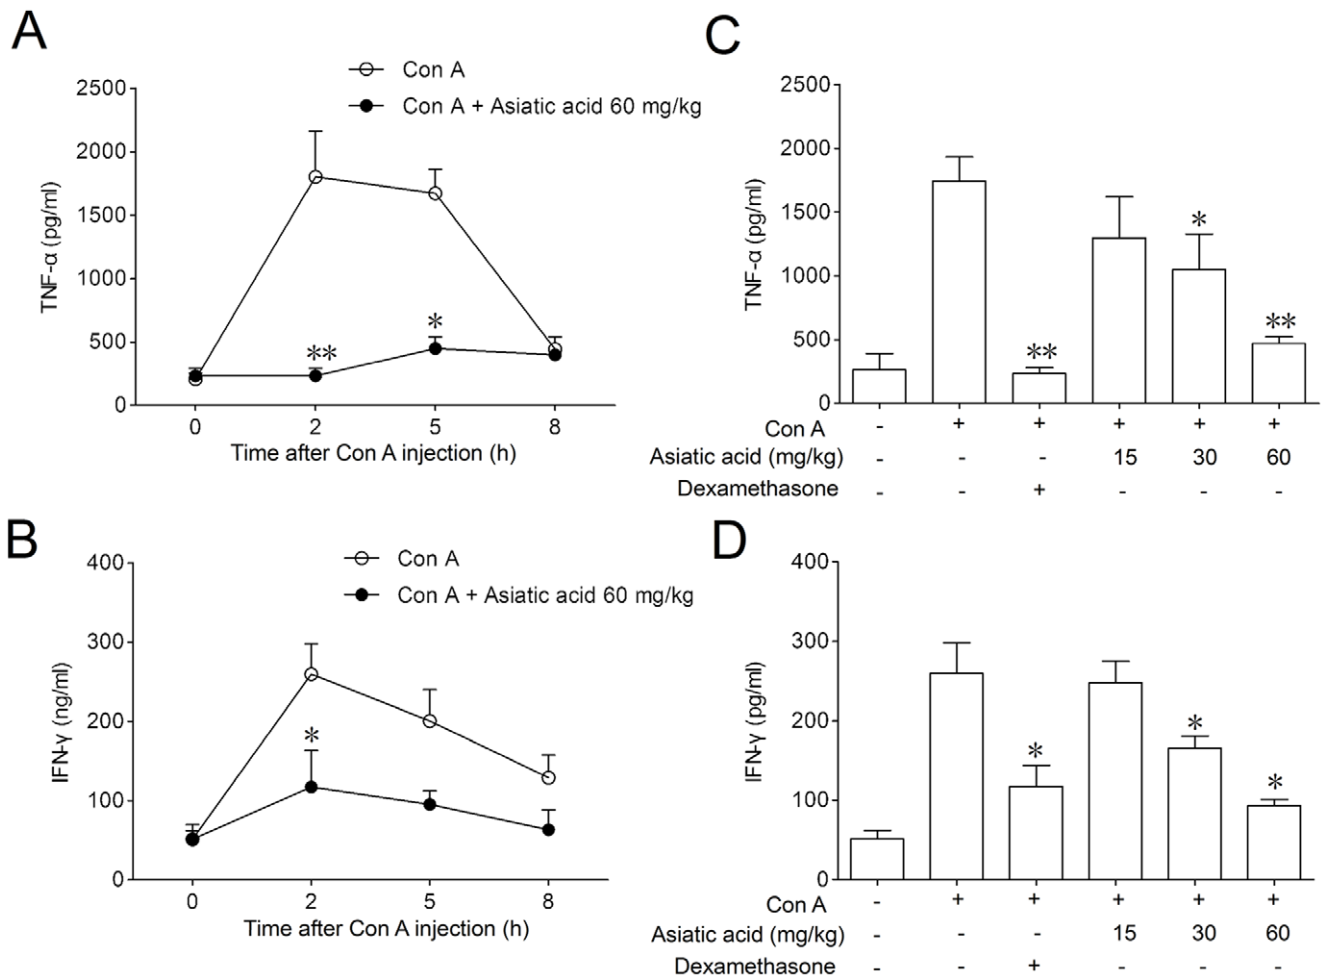 A
Con A
Con A + Asiatic acid 60 mg/kg
2500
2000
1500
1000
500
0
TNF-α (pg/ml)
**
*
0 2 5 8
Time after Con A injection (h)
C
2500
2000
1500
1000
500
0
TNF-α (pg/ml)
**
*
**
Con A - + + + + +
Asiatic acid (mg/kg) - - - 15 30 60
Dexamethasone - - + - - -
B
Con A
Con A + Asiatic acid 60 mg/kg
400
300
200
100
0
IFN-γ (ng/ml)
*
0 2 5 8
Time after Con A injection (h)
D
400
300
200
100
0
IFN-γ (pg/ml)
*
*
*
Con A - + + + + +
Asiatic acid (mg/kg) - - - 15 30 60
Dexamethasone - - + - - -